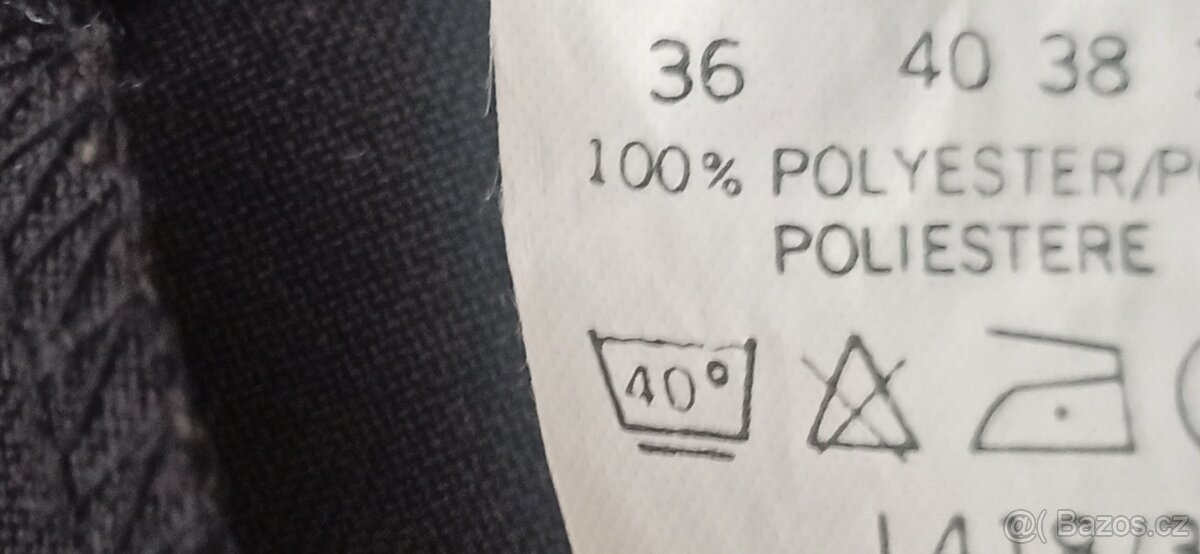 36 40 38
100% POLYESTER/P
POLIESTERE
40°
@( Bazos.cz